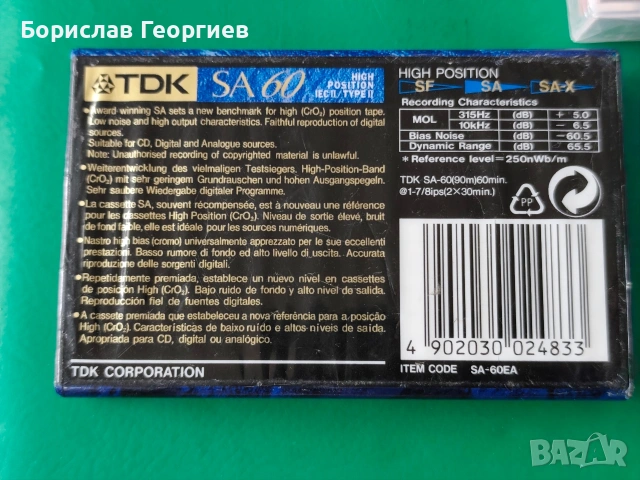 Борислав Георгиев
TDK SA 60 HIGH POSITION IECII/TYPE II
•Award-winning SA sets a new benchmark for high (CrO₂) position tape.
Low noise and high output characteristics. Faithful reproduction of digital
sources.
Suitable for CD, Digital and Analogue sources.
Note: Unauthorised recording of copyrighted material is unlawful.
•Weiterentwicklung des vielmaligen Testsiegers. High-Position-Band
(CrO₂) mit sehr geringem Grundrauschen und hohen Ausgangspegeln.
Sehr saubere Wiedergabe digitaler Programme.
•La cassette SA, souvent récompensée, est à nouveau une référence
pour les cassettes High Position (CrO₂). Niveau de sortie élevé, bruit
de fond faible, elle est idéale pour les sources numériques.
•Nastro high bias (cromo) universalmente apprezzato per le sue eccellenti
prestazioni. Basso rumore di fondo ed alto livello di uscita. Accurata
riproduzione delle sorgenti digitali.
•Repetidamente premiada, establece un nuevo nivel en cassettes
de posición High (CrO₂). Bajo ruido de fondo y alto nivel de salida.
Reproducción fiel de fuentes digitales.
•A cassete premiada que estabeleceu a nova referência para a posição
High (CrO₂). Características de baixo ruído e altos níveis de saída.
Apropriada para CD, digital ou analógico.
TDK CORPORATION
HIGH POSITION
SF SA SA-X
Recording Characteristics
MOL 315Hz (dB) + 5.0
10kHz (dB) – 6.5
Bias Noise (dB) –60.5
Dynamic Range (dB) 65.5
* Reference level=250nWb/m
TDK SA-60(90m)60min.
@1-7/8ips(2×30min.)
PP
4 902030 024833
ITEM CODE SA-60EA
BAZAR